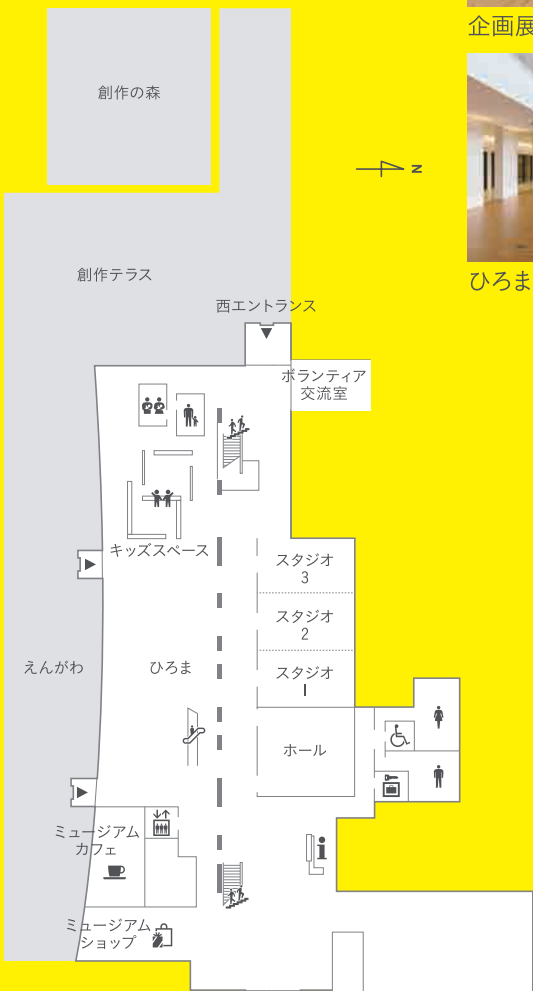 企画展
創作の森
N
ひろま
創作テラス
西エントランス
ボランティア
交流室
キッズスペース
スタジオ
3
スタジオ
2
スタジオ
1
えんがわ
ひろま
ホール
ミュージアム
カフェ
i
ミュージアム
ショップ